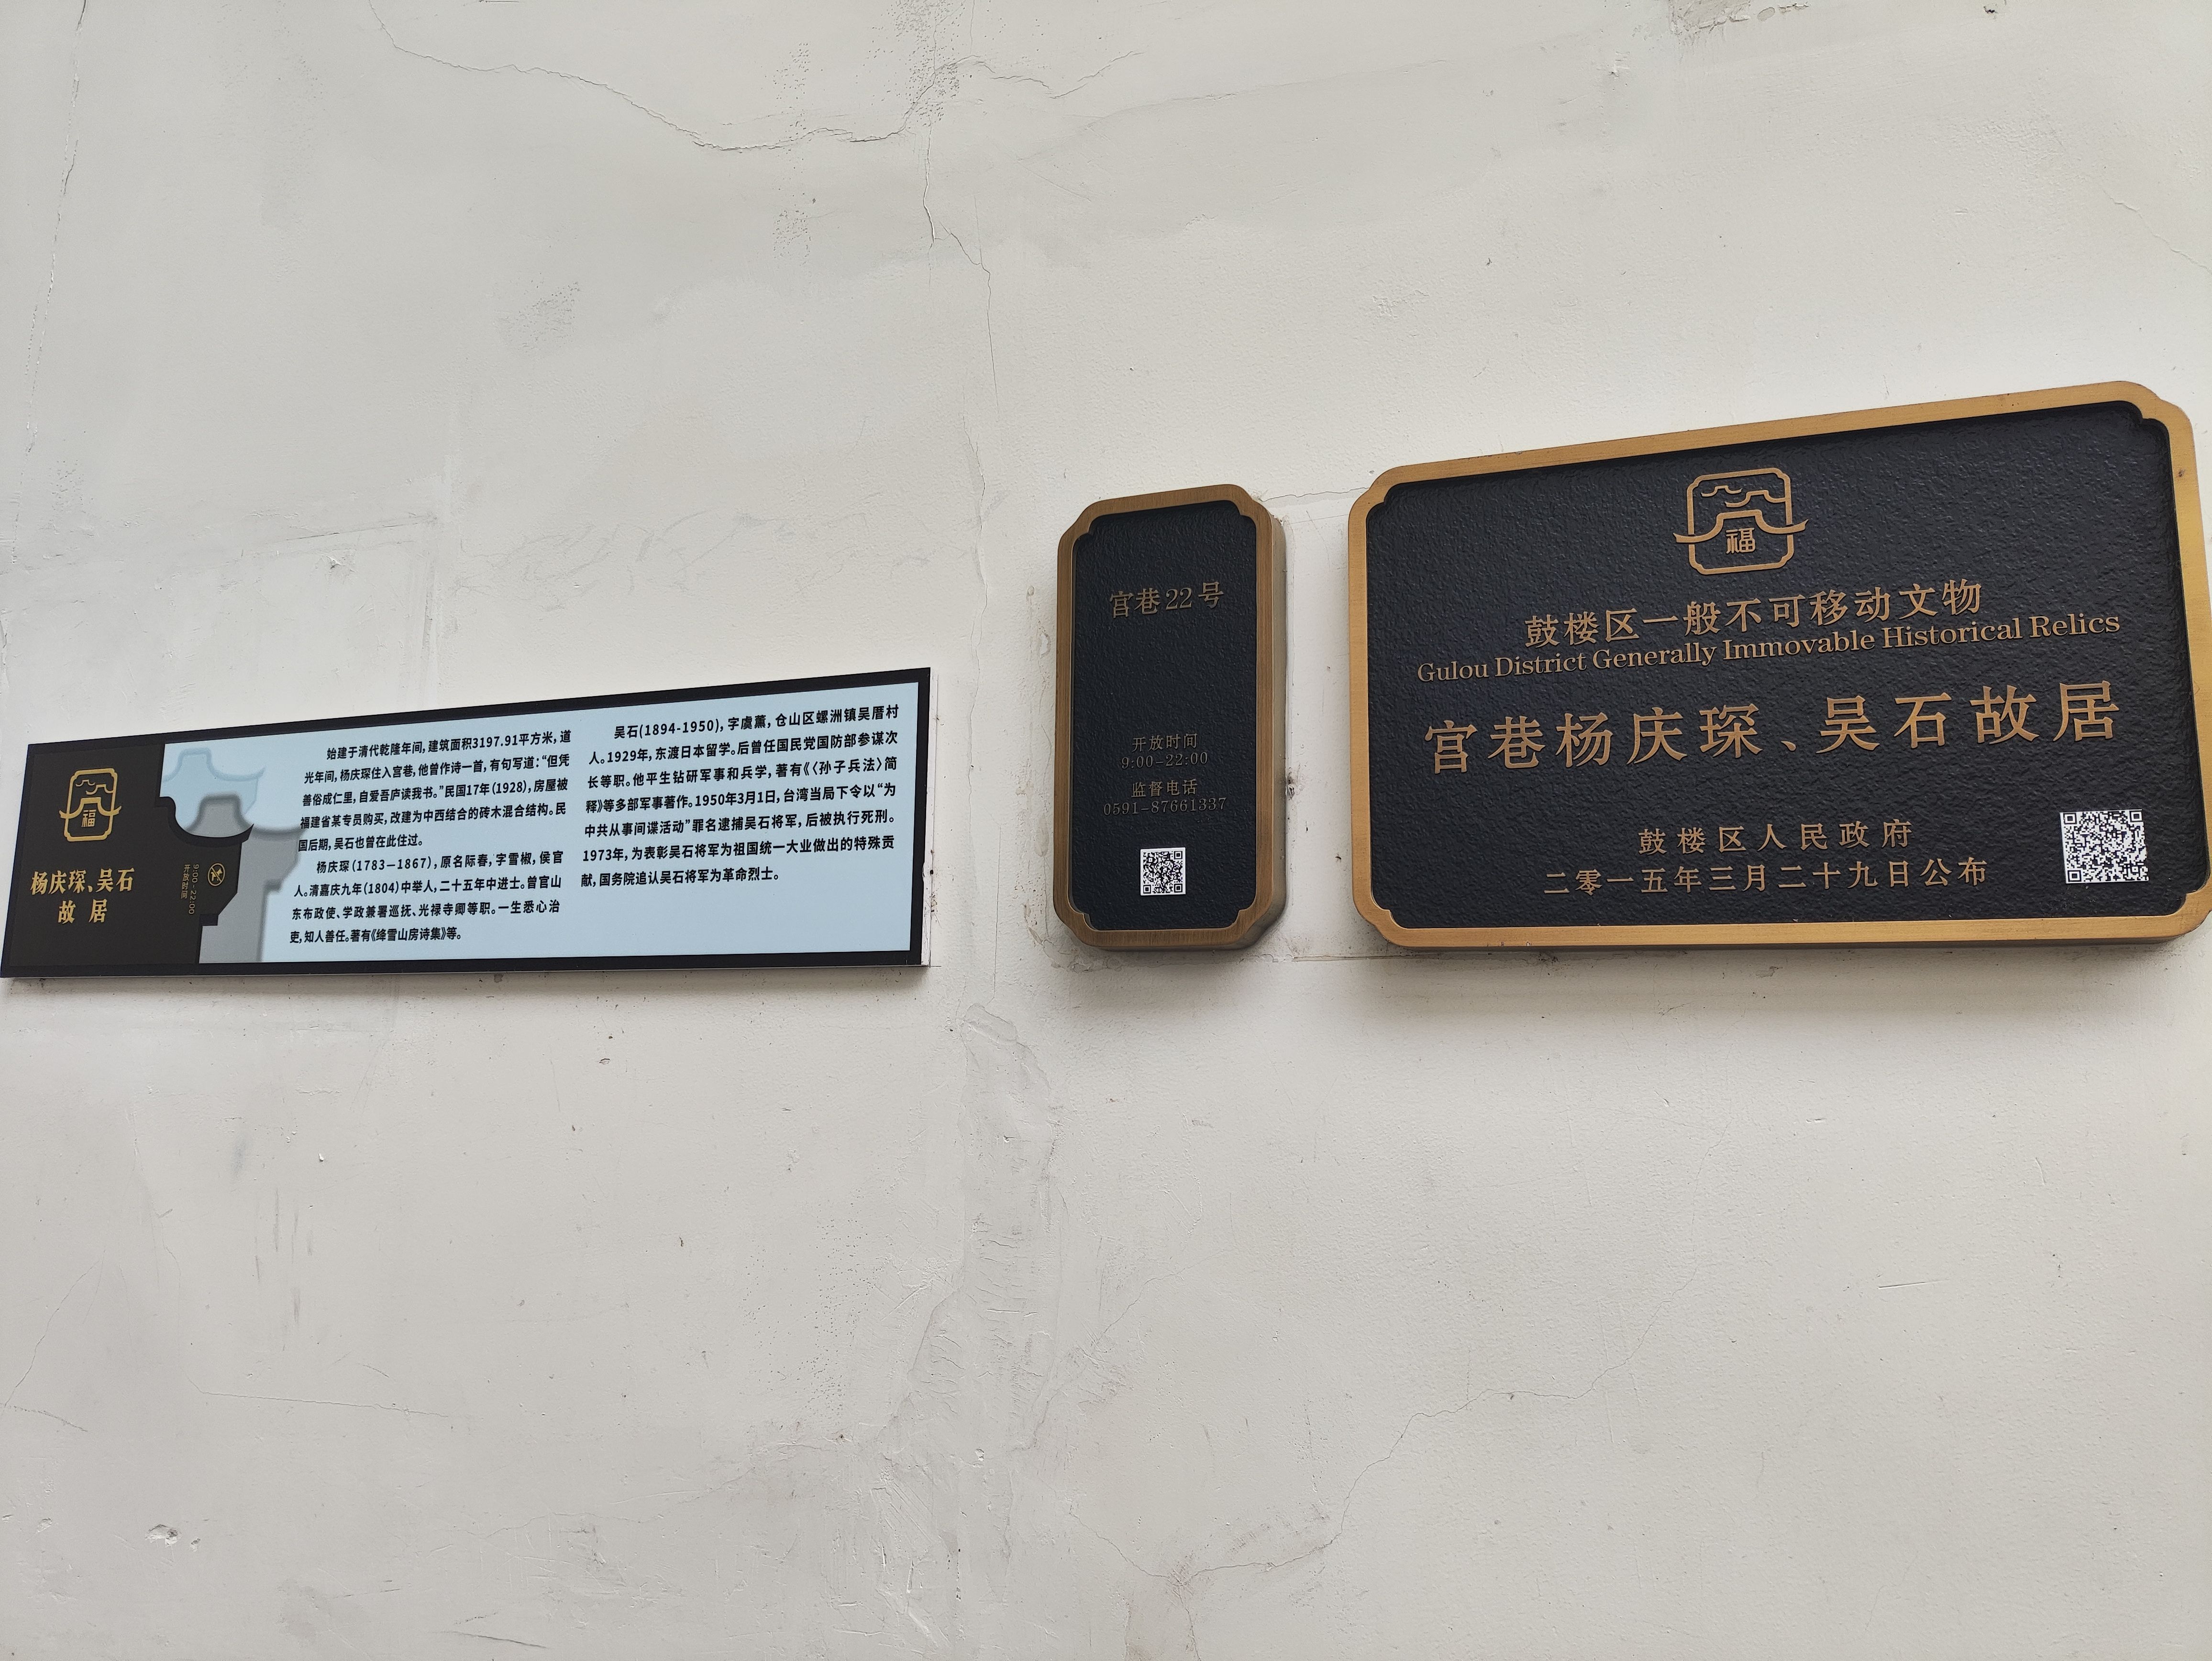 福
杨庆琛、吴石
故居
开放时间
9:00-22:00
始建于清代乾隆年间,建筑面积3197.91平方米,道
光年间,杨庆琛住入宫巷,他曾作诗一首,有句写道:“但凭
善俗成仁里,自爱吾庐读我书。”民国17年(1928),房屋被
福建省某专员购买,改建为中西结合的砖木混合结构。民
国后期,吴石也曾在此住过。
杨庆琛(1783—1867),原名际春,字雪椒,侯官
人。清嘉庆九年(1804)中举人,二十五年中进士。曾官山
东布政使、学政兼署巡抚、光禄寺卿等职。一生悉心治
吏,知人善任。著有《绛雪山房诗集》等。
吴石(1894-1950),字虞薰,仓山区螺洲镇吴厝村
人。1929年,东渡日本留学。后曾任国民党国防部参谋次
长等职。他平生钻研军事和兵学,著有《〈孙子兵法〉简
释》等多部军事著作。1950年3月1日,台湾当局下令以“为
中共从事间谍活动”罪名逮捕吴石将军,后被执行死刑。
1973年,为表彰吴石将军为祖国统一大业做出的特殊贡
献,国务院追认吴石将军为革命烈士。
宫巷22号
开放时间
9:00-22:00
监督电话
0591-87661337
福
鼓楼区一般不可移动文物
Gulou District Generally Immovable Historical Relics
宫巷杨庆琛、吴石故居
鼓楼区人民政府
二零一五年三月二十九日公布